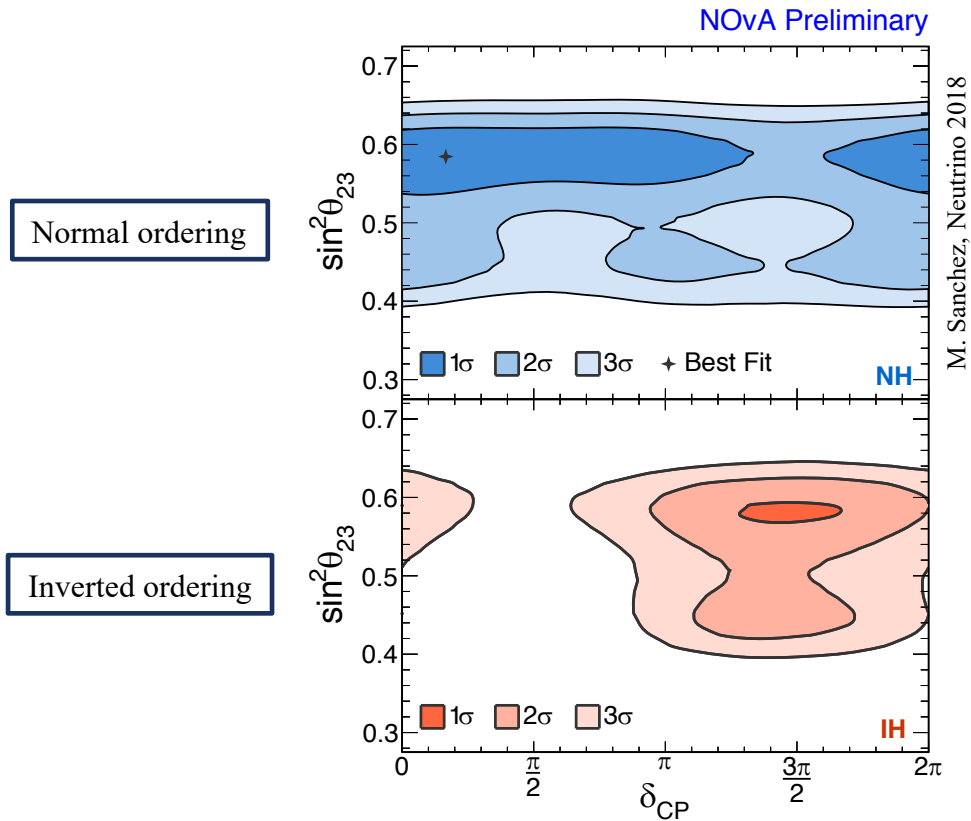 NOvA Preliminary
Normal ordering
sin²θ₂₃
0.7
0.6
0.5
0.4
0.3
1σ 2σ 3σ Best Fit
NH
M. Sanchez, Neutrino 2018
Inverted ordering
sin²θ₂₃
0.7
0.6
0.5
0.4
0.3
1σ 2σ 3σ
IH
0 π/2 π 3π/2 2π
δCP